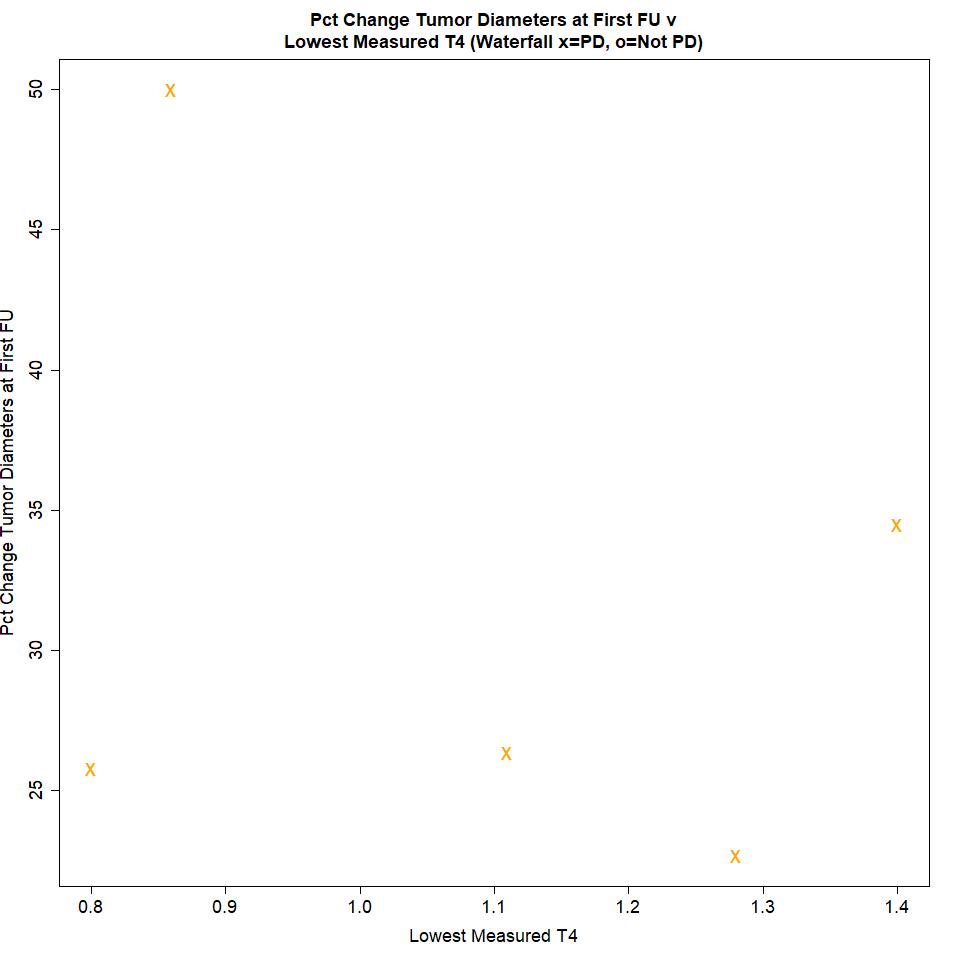 Pct Change Tumor Diameters at First FU v
Lowest Measured T4 (Waterfall x=PD, o=Not PD)
Pct Change Tumor Diameters at First FU
50
45
40
35
30
25
x
x
x
x
x
0.8
0.9
1.0
1.1
1.2
1.3
1.4
Lowest Measured T4